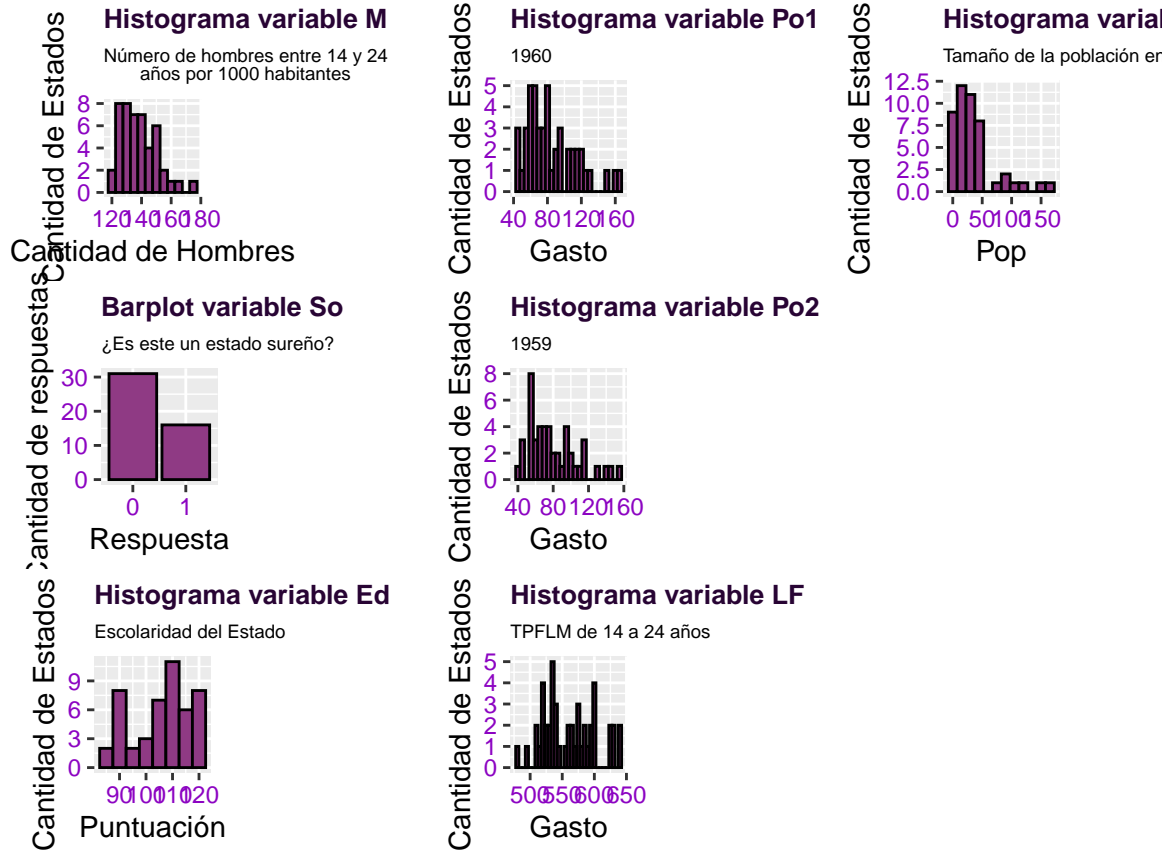 Histograma variable M
Número de hombres entre 14 y 24
años por 1000 habitantes
Cantidad de Estados
8
6
4
2
0
120 140 160 180
Cantidad de Hombres
Histograma variable Po1
1960
Cantidad de Estados
5
4
3
2
1
0
40 80 120 160
Gasto
Histograma
Tamaño de la población
Cantidad de Estados
12.5
10.0
7.5
5.0
2.5
0.0
0 50 100 150
Pop
Barplot variable So
¿Es este un estado sureño?
Cantidad de respuestas
30
20
10
0
0 1
Respuesta
Histograma variable Po2
1959
Cantidad de Estados
8
6
4
2
0
40 80 120 160
Gasto
Histograma variable Ed
Escolaridad del Estado
Cantidad de Estados
9
6
3
0
90 100 110 120
Puntuación
Histograma variable LF
TPFLM de 14 a 24 años
Cantidad de Estados
5
4
3
2
1
0
500 550 600 650
Gasto